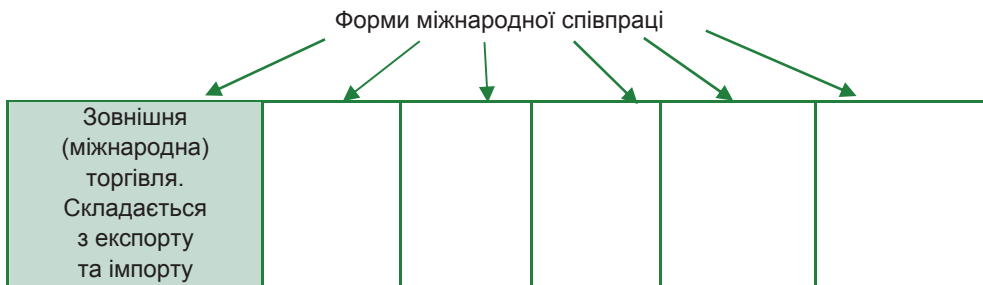 Форми міжнародної співпраці
Зовнішня
(міжнародна)
торгівля.
Складається
з експорту
та імпорту